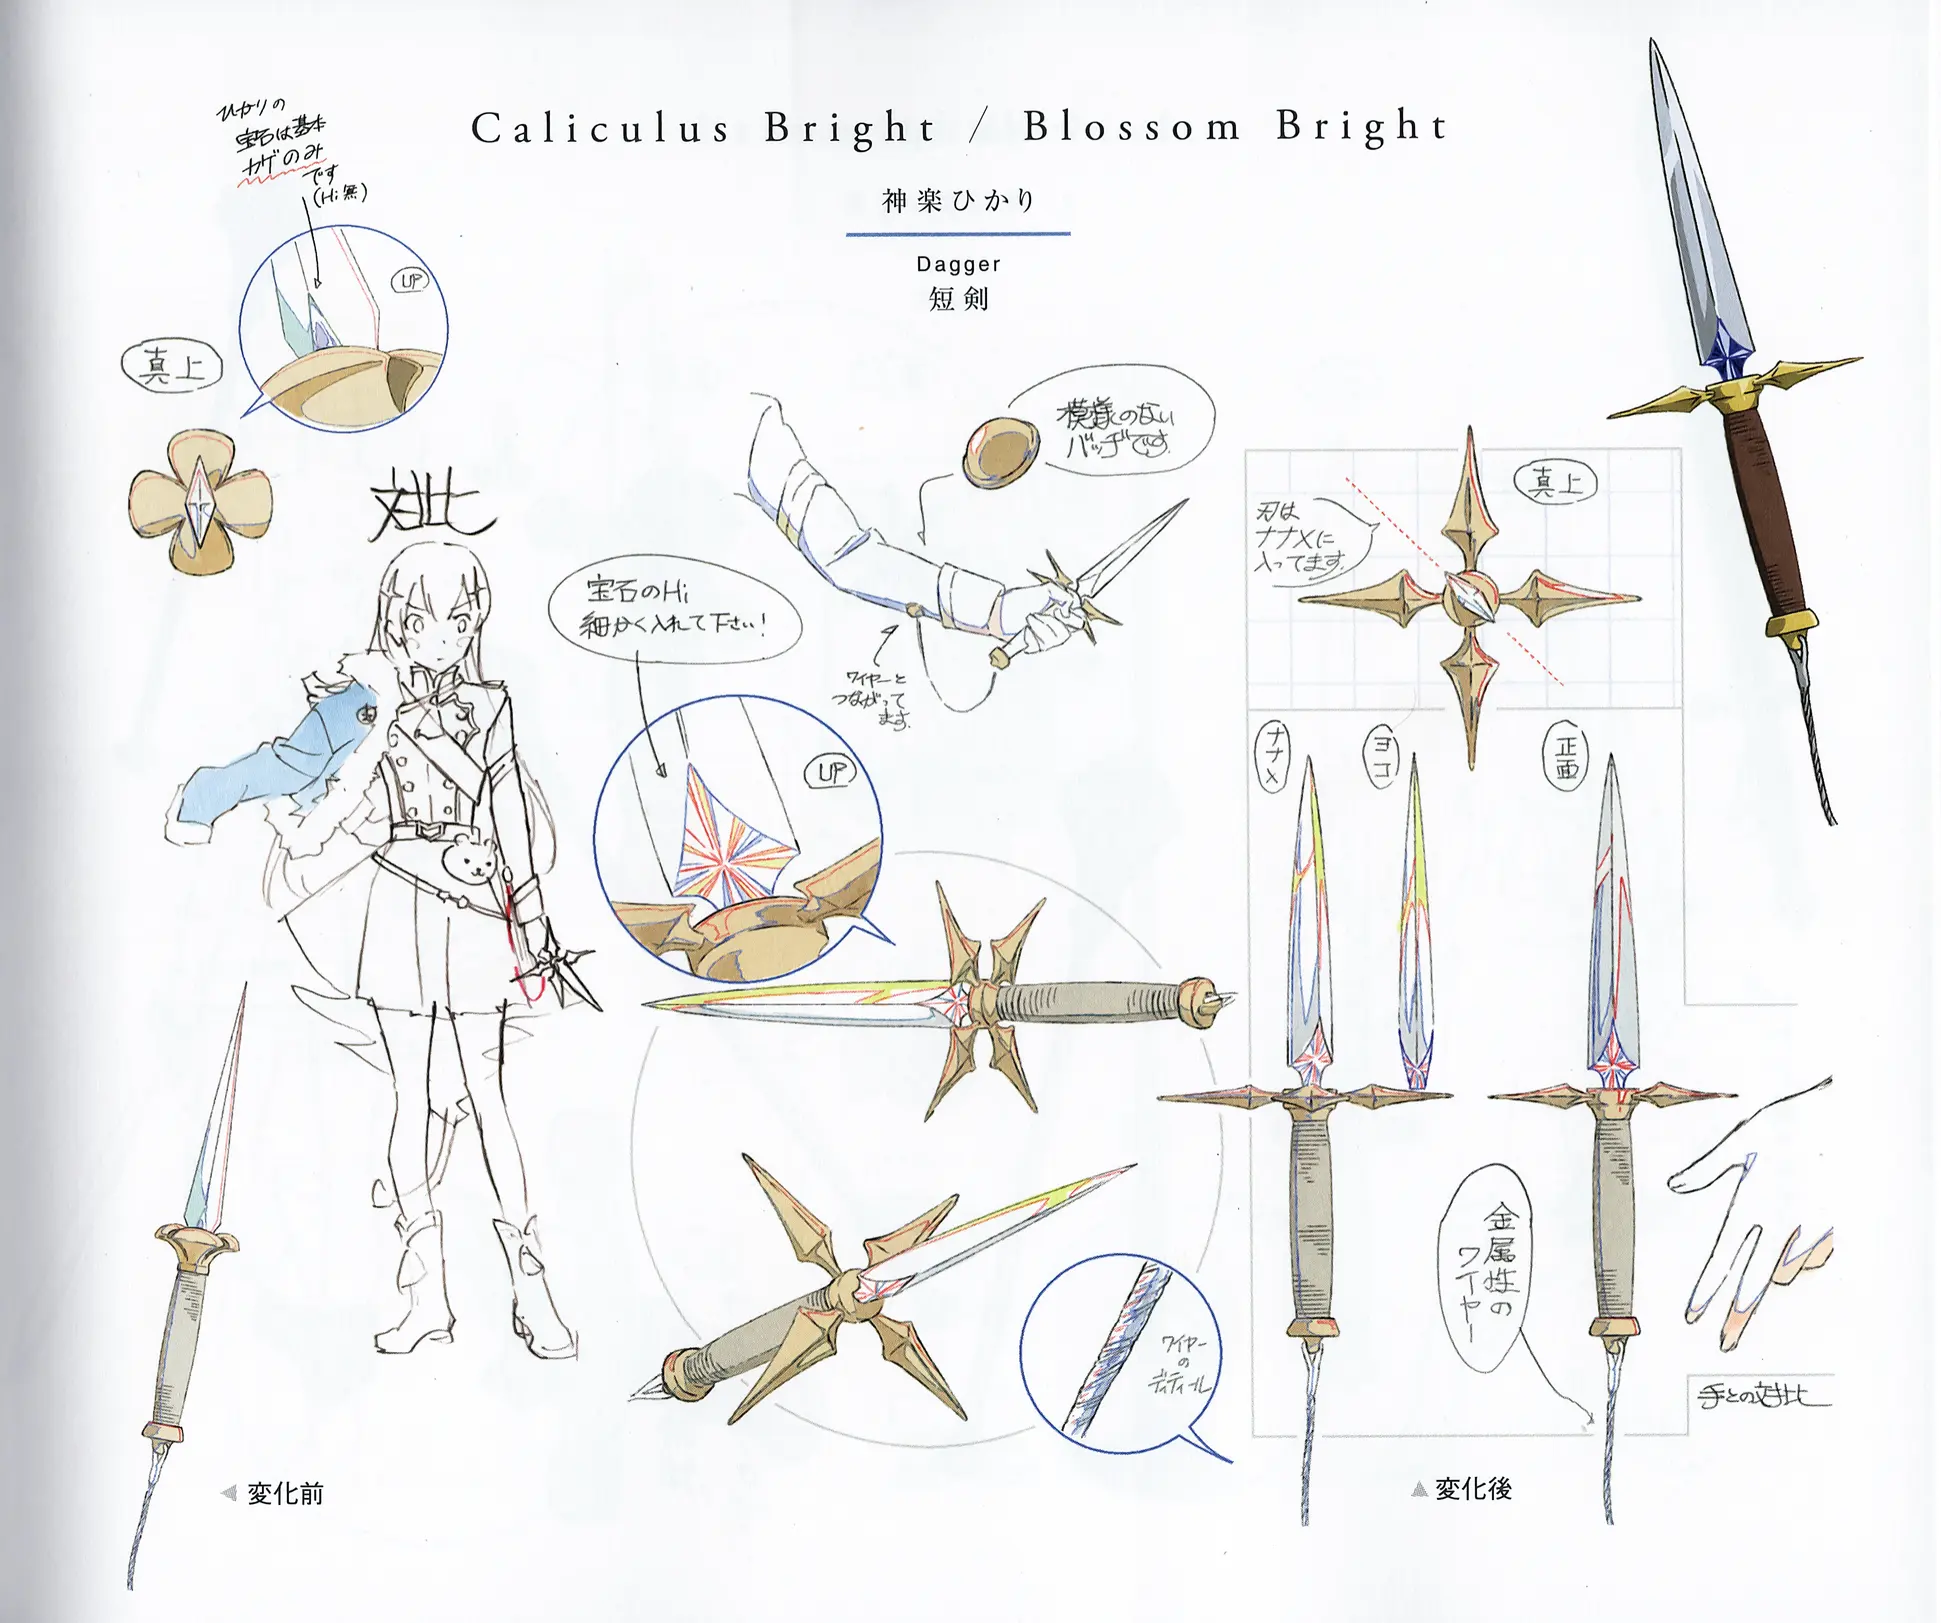 Caliculus Bright / Blossom Bright
神楽ひかり
Dagger
短剣
ひかりの
宝石は基本
カゲのみ
です
(Hi無)
UP
真上
対比
模様のない
バッヂです
宝石のHi
細かく入れて下さい!
ワイヤーと
つながって
ます。
UP
真上
刃は
ナナメに
入ってます。
ナナメ
ヨコ
正面
金属性の
ワイヤー
ワイヤー
の
ディティール
手との対比
◀変化前
▲変化後